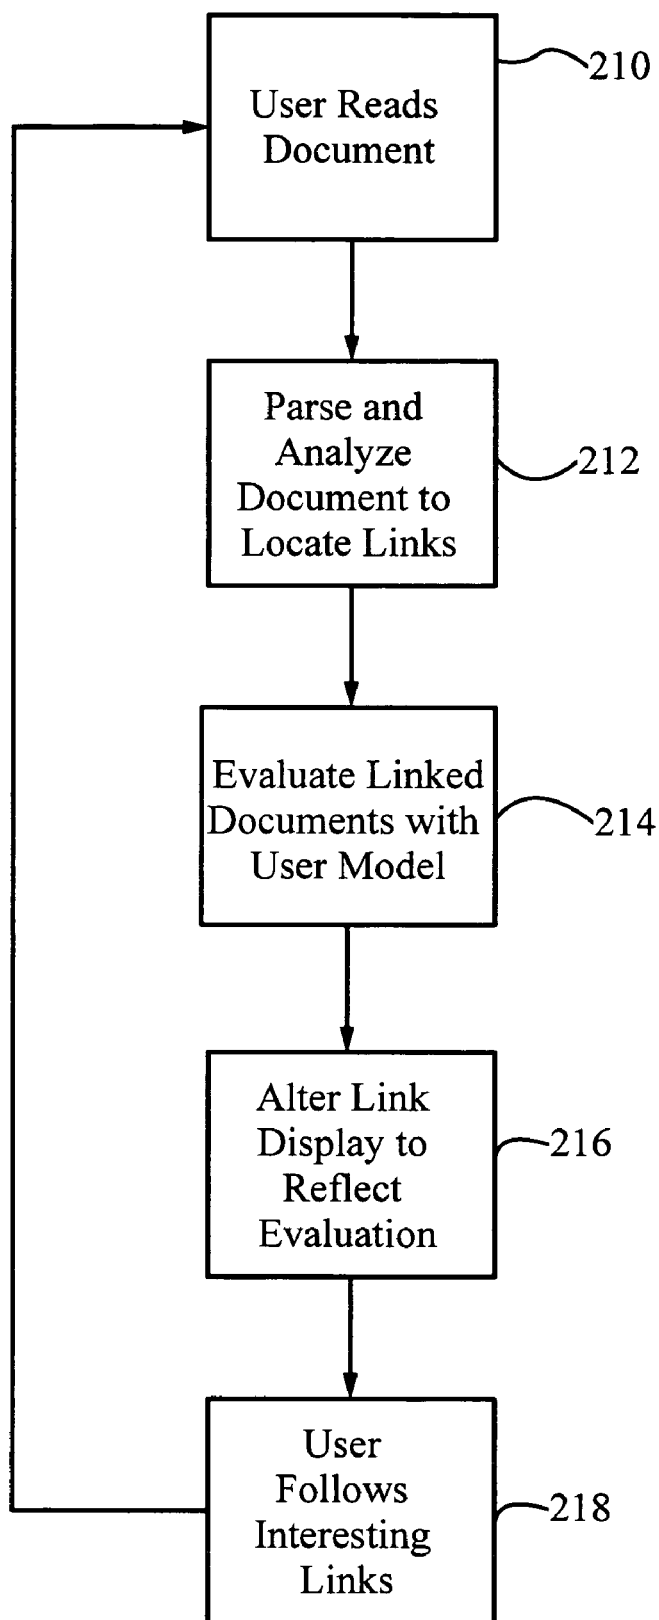 User Reads
Document
210
Parse and
Analyze
Document to
Locate Links
212
Evaluate Linked
Documents with
User Model
214
Alter Link
Display to
Reflect
Evaluation
216
User
Follows
Interesting
Links
218